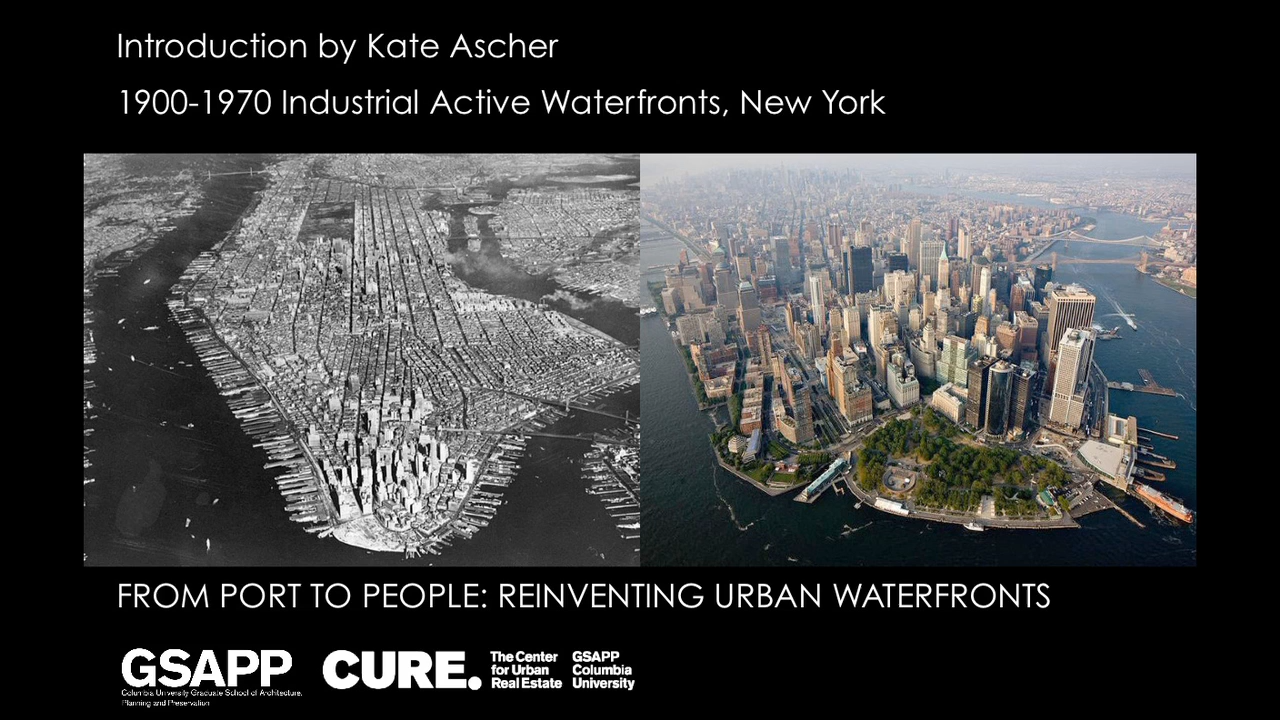 Introduction by Kate Ascher
1900-1970 Industrial Active Waterfronts, New York
FROM PORT TO PEOPLE: REINVENTING URBAN WATERFRONTS
GSAPP
Columbia University Graduate School of Architecture,
Planning and Preservation
CURE.
The Center
for Urban
Real Estate
GSAPP
Columbia
University